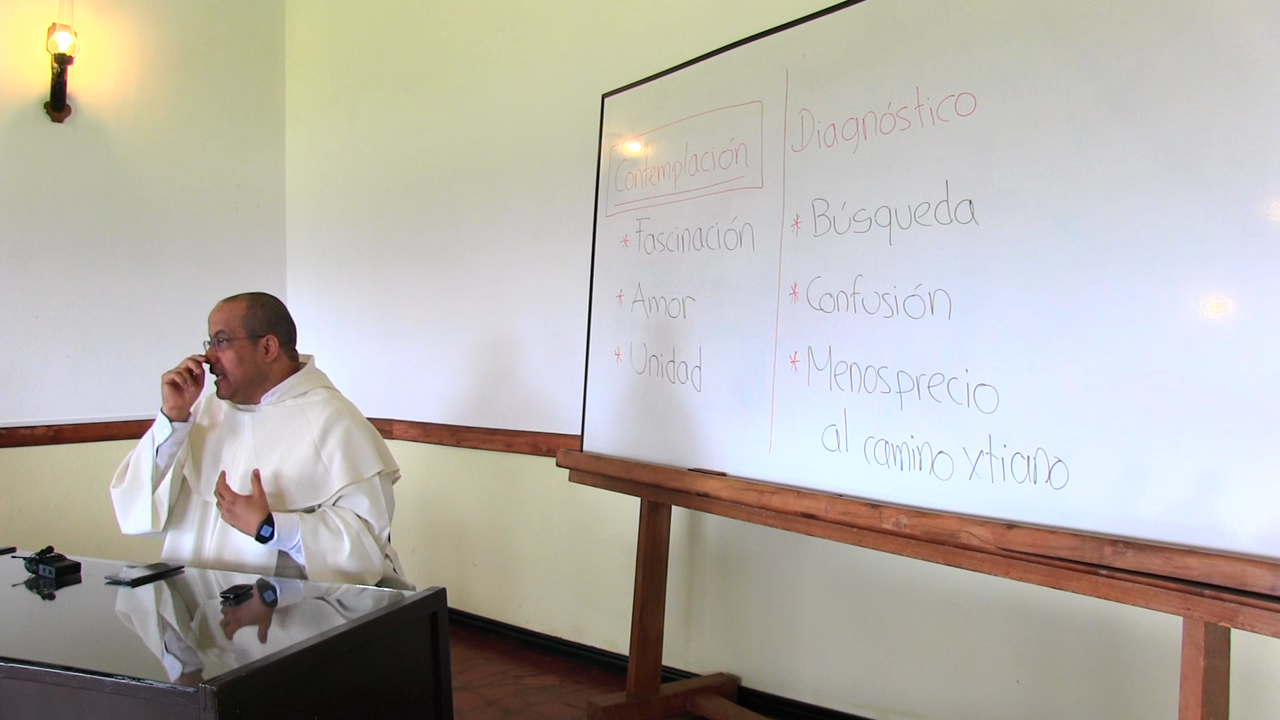 Contemplación
* Fascinación
* Amor
* Unidad
Diagnóstico
* Búsqueda
* Confusión
* Menosprecio
al camino xtiano